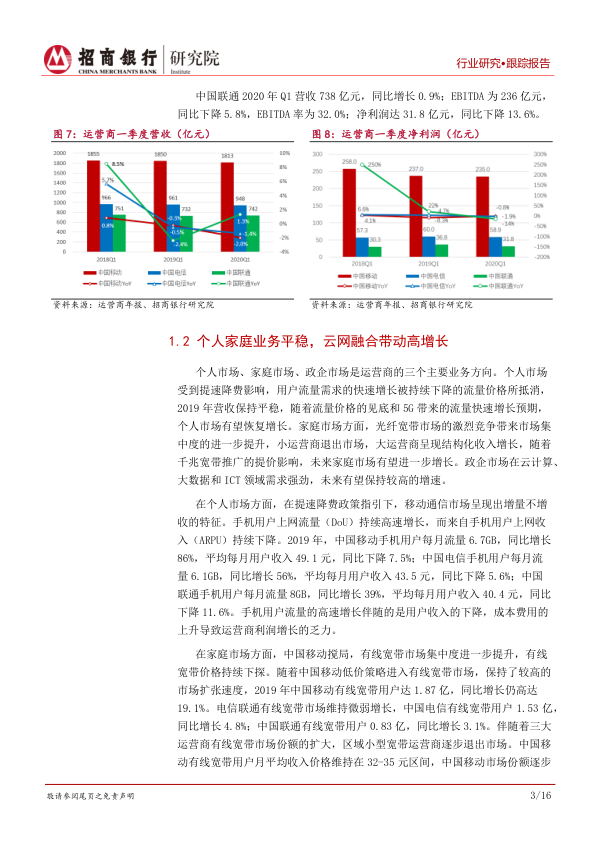 招商银行
CHINA MERCHANTS BANK
研究院
Institute
行业研究•跟踪报告
中国联通 2020 年 Q1 营收 738 亿元，同比增长 0.9%；EBITDA 为 236 亿元，
同比下降 5.8%，EBITDA 率为 32.0%；净利润达 31.8 亿元，同比下降 13.6%。
图 7：运营商一季度营收（亿元）
2000
1800
1600
1400
1200
1000
800
600
400
200
0
10%
8%
6%
4%
2%
0%
-2%
-4%
1855
1850
1813
966
961
948
751
732
742
8.5%
5.7%
0.8%
-0.3%
-0.5%
-2.4%
1.3%
-1.4%
-2.0%
2018Q1
2019Q1
2020Q1
中国移动
中国电信
中国联通
中国移动YoY
中国电信YoY
中国联通YoY
资料来源：运营商年报、招商银行研究院
图 8：运营商一季度净利润（亿元）
300
250
200
150
100
50
0
300%
250%
200%
150%
100%
50%
0%
-50%
-100%
-150%
-200%
258.0
237.0
235.0
57.3
60.0
58.9
30.3
36.8
31.8
250%
6.6%
4.1%
22%
4.7%
-8.3%
-0.8%
-1.9%
-14%
2018Q1
2019Q1
2020Q1
中国移动
中国电信
中国联通
中国移动YoY
中国电信YoY
中国联通YoY
资料来源：运营商年报、招商银行研究院
1.2 个人家庭业务平稳，云网融合带动高增长
个人市场、家庭市场、政企市场是运营商的三个主要业务方向。个人市场
受到提速降费影响，用户流量需求的快速增长被持续下降的流量价格所抵消，
2019 年营收保持平稳，随着流量价格的见底和 5G 带来的流量快速增长预期，
个人市场有望恢复增长。家庭市场方面，光纤宽带市场的激烈竞争带来市场集
中度的进一步提升，小运营商退出市场，大运营商呈现结构化收入增长，随着
千兆宽带推广的提价影响，未来家庭市场有望进一步增长。政企市场在云计算、
大数据和 ICT 领域需求强劲，未来有望保持较高的增速。
在个人市场方面，在提速降费政策指引下，移动通信市场呈现出增量不增
收的特征。手机用户上网流量（DoU）持续高速增长，而来自手机用户上网收
入（ARPU）持续下降。2019 年，中国移动手机用户每月流量 6.7GB，同比增长
86%，平均每月用户收入 49.1 元，同比下降 7.5%；中国电信手机用户每月流
量 6.1GB，同比增长 56%，平均每月用户收入 43.5 元，同比下降 5.6%；中国
联通手机用户每月流量 8GB，同比增长 39%，平均每月用户收入 40.4 元，同比
下降 11.6%。手机用户流量的高速增长伴随的是用户收入的下降，成本费用的
上升导致运营商利润增长的乏力。
在家庭市场方面，中国移动搅局，有线宽带市场集中度进一步提升，有线
宽带价格持续下探。随着中国移动低价策略进入有线宽带市场，保持了较高的
市场扩张速度，2019 年中国移动有线宽带用户达 1.87 亿，同比增长仍高达
19.1%。电信联通有线宽带市场维持微弱增长，中国电信有线宽带用户 1.53 亿，
同比增长 4.8%；中国联通有线宽带用户 0.83 亿，同比增长 3.1%。伴随着三大
运营商有线宽带市场份额的扩大，区域小型宽带运营商逐步退出市场。中国移
动有线宽带用户月平均收入价格维持在 32-35 元区间，中国移动市场份额逐步
敬请参阅尾页之免责声明
3/16